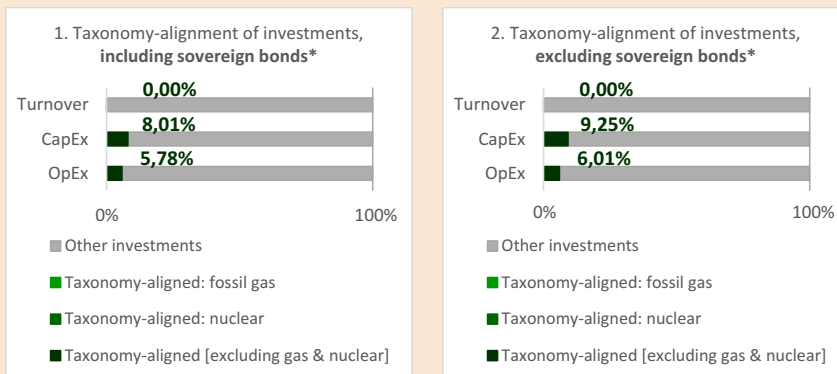 1. Taxonomy-alignment of investments,
including sovereign bonds*
0,00%
Turnover
8,01%
CapEx
5,78%
OpEx
0% 100%
Other investments
Taxonomy-aligned: fossil gas
Taxonomy-aligned: nuclear
Taxonomy-aligned [excluding gas & nuclear]
2. Taxonomy-alignment of investments,
excluding sovereign bonds*
0,00%
Turnover
9,25%
CapEx
6,01%
OpEx
0% 100%
Other investments
Taxonomy-aligned: fossil gas
Taxonomy-aligned: nuclear
Taxonomy-aligned [excluding gas & nuclear]